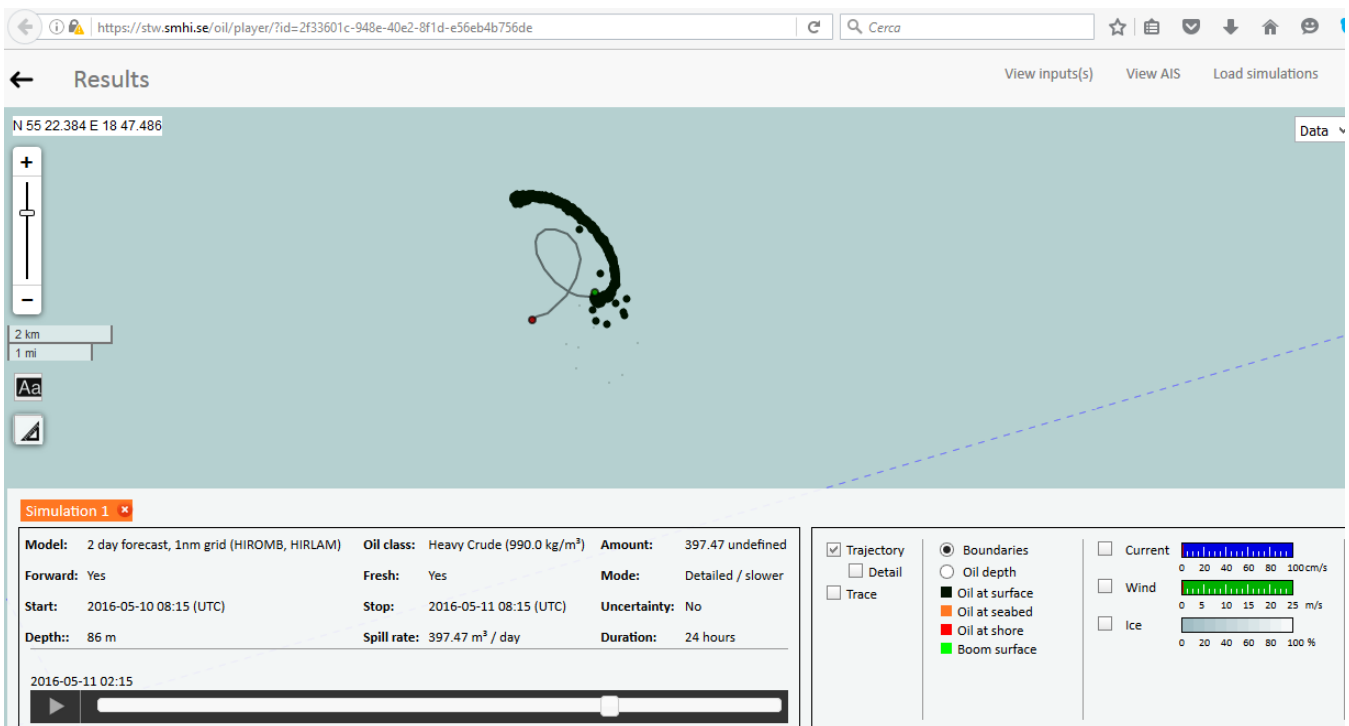 https://stw.smhi.se/oil/player/?id=2f33601c-948e-40e2-8f1d-e56eb4b756de Cerca
Results View inputs(s) View AIS Load simulations
N 55 22.384 E 18 47.486
Data
+
−
2 km
1 mi
Aa
Simulation 1
Model: 2 day forecast, 1nm grid (HIROMB, HIRLAM) Oil class: Heavy Crude (990.0 kg/m³) Amount: 397.47 undefined
Forward: Yes Fresh: Yes Mode: Detailed / slower
Start: 2016-05-10 08:15 (UTC) Stop: 2016-05-11 08:15 (UTC) Uncertainty: No
Depth:: 86 m Spill rate: 397.47 m³ / day Duration: 24 hours
2016-05-11 02:15
Trajectory
Detail
Trace
Boundaries
Oil depth
Oil at surface
Oil at seabed
Oil at shore
Boom surface
Current
0 20 40 60 80 100cm/s
Wind
0 5 10 15 20 25 m/s
Ice
0 20 40 60 80 100 %